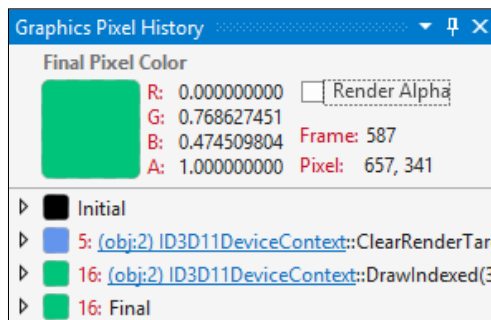 Graphics Pixel History
Final Pixel Color
R: 0.000000000 Render Alpha
G: 0.768627451
B: 0.474509804 Frame: 587
A: 1.000000000 Pixel: 657, 341
Initial
5: (obj:2) ID3D11DeviceContext::ClearRenderTar
16: (obj:2) ID3D11DeviceContext::DrawIndexed(3
16: Final